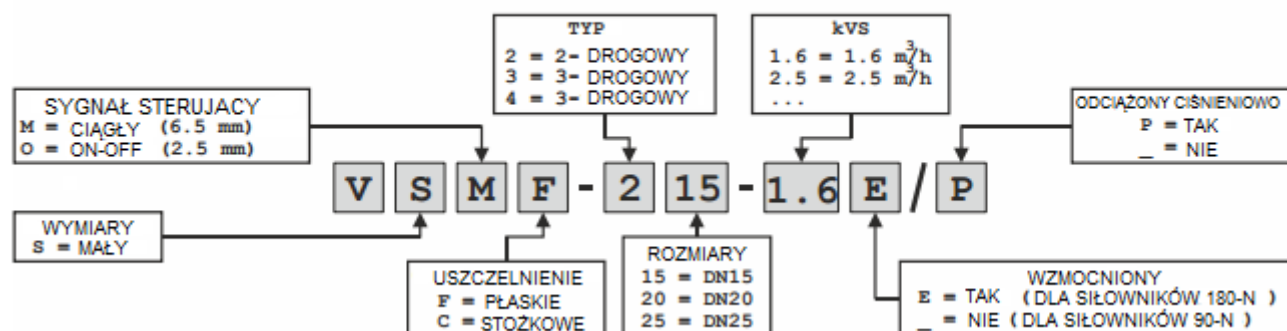 TYP
2 = 2- DROGOWY
3 = 3- DROGOWY
4 = 3- DROGOWY
kVS
1.6 = 1.6 m³/h
2.5 = 2.5 m³/h
...
SYGNAŁ STERUJACY
M = CIĄGŁY (6.5 mm)
O = ON-OFF (2.5 mm)
ODCIĄŻONY CIŚNIENIOWO
P = TAK
_ = NIE
V S M F - 2 15 - 1.6 E / P
WYMIARY
S = MAŁY
USZCZELNIENIE
F = PŁASKIE
C = STOŻKOWE
ROZMIARY
15 = DN15
20 = DN20
25 = DN25
WZMOCNIONY
E = TAK ( DLA SIŁOWNIKÓW 180-N )
_ = NIE ( DLA SIŁOWNIKÓW 90-N )